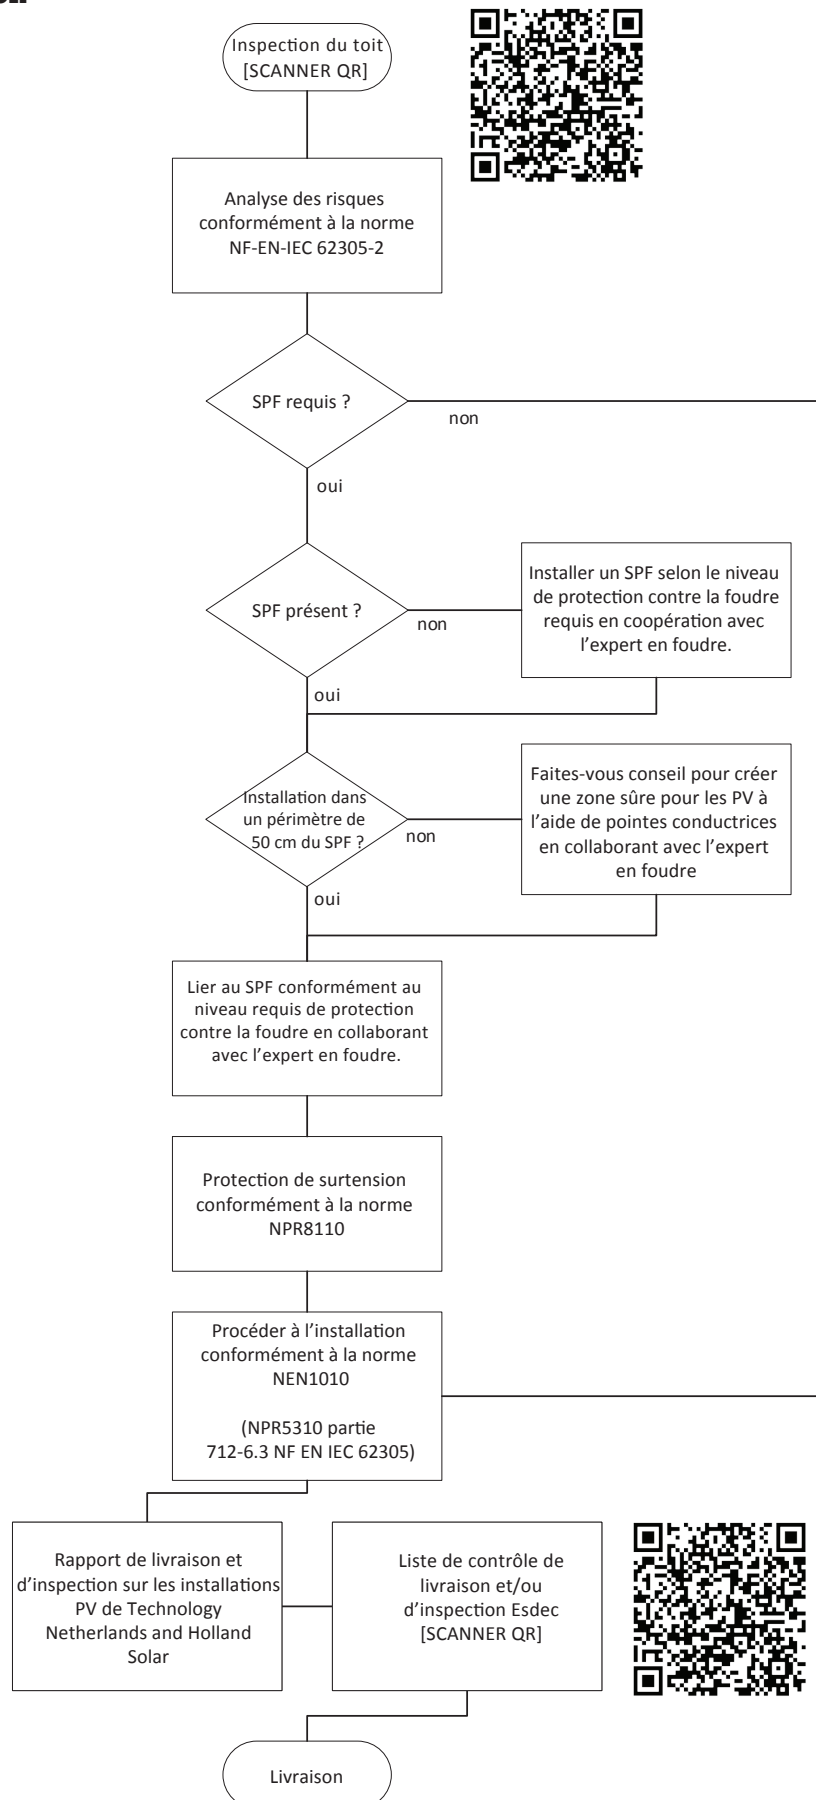 Inspection du toit
[SCANNER QR]
Analyse des risques
conformément à la norme
NF-EN-IEC 62305-2
SPF requis ?
non
oui
SPF présent ?
non
Installer un SPF selon le niveau
de protection contre la foudre
requis en coopération avec
l'expert en foudre.
oui
Installation dans
un périmètre de
50 cm du SPF ?
non
Faites-vous conseil pour créer
une zone sûre pour les PV à
l'aide de pointes conductrices
en collaborant avec l'expert
en foudre
oui
Lier au SPF conformément au
niveau requis de protection
contre la foudre en collaborant
avec l'expert en foudre.
Protection de surtension
conformément à la norme
NPR8110
Procéder à l'installation
conformément à la norme
NEN1010
(NPR5310 partie
712-6.3 NF EN IEC 62305)
Rapport de livraison et
d'inspection sur les installations
PV de Technology
Netherlands and Holland
Solar
Liste de contrôle de
livraison et/ou
d'inspection Esdec
[SCANNER QR]
Livraison